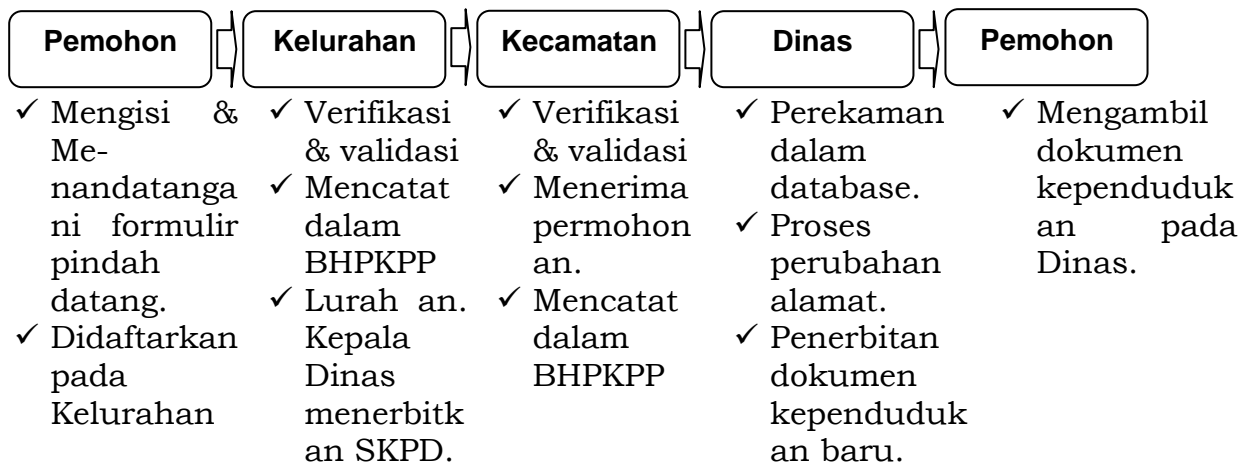 Pemohon
Kelurahan
Kecamatan
Dinas
Pemohon
✓ Mengisi &
Me-
nandatanga
ni formulir
pindah
datang.
✓ Didaftarkan
pada
Kelurahan
✓ Verifikasi
& validasi
✓ Mencatat
dalam
BHPKPP
✓ Lurah an.
Kepala
Dinas
menerbitk
an SKPD.
✓ Verifikasi
& validasi
✓ Menerima
permohon
an.
✓ Mencatat
dalam
BHPKPP
✓ Perekaman
dalam
database.
✓ Proses
perubahan
alamat.
✓ Penerbitan
dokumen
kependuduk
an baru.
✓ Mengambil
dokumen
kependuduk
an pada
Dinas.